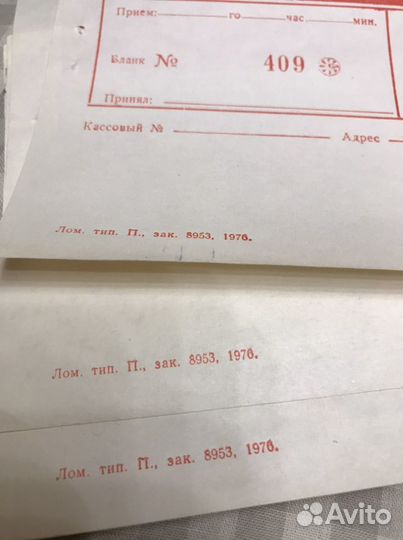 Прием: го час. мин.
Бланк № 409
Принял:
Кассовый № Адрес
Лом. тип. П., зак. 8953, 1976.
Лом. тип. П., зак. 8953, 1976.
Лом. тип. П., зак. 8953, 1976.
Avito